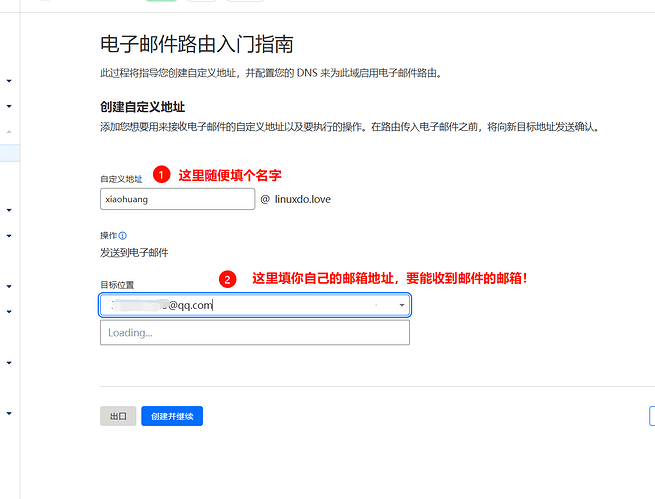 电子邮件路由入门指南
此过程将指导您创建自定义地址，并配置您的 DNS 来为此域启用电子邮件路由。
创建自定义地址
添加您想要用来接收电子邮件的自定义地址以及要执行的操作。在路由传入电子邮件之前，将向新目标地址发送确认。
自定义地址 1 这里随便填个名字
xiaohuang @ linuxdo.love
操作
发送到电子邮件
目标位置 2 这里填你自己的邮箱地址，要能收到邮件的邮箱！
@qq.com
Loading...
出口 创建并继续